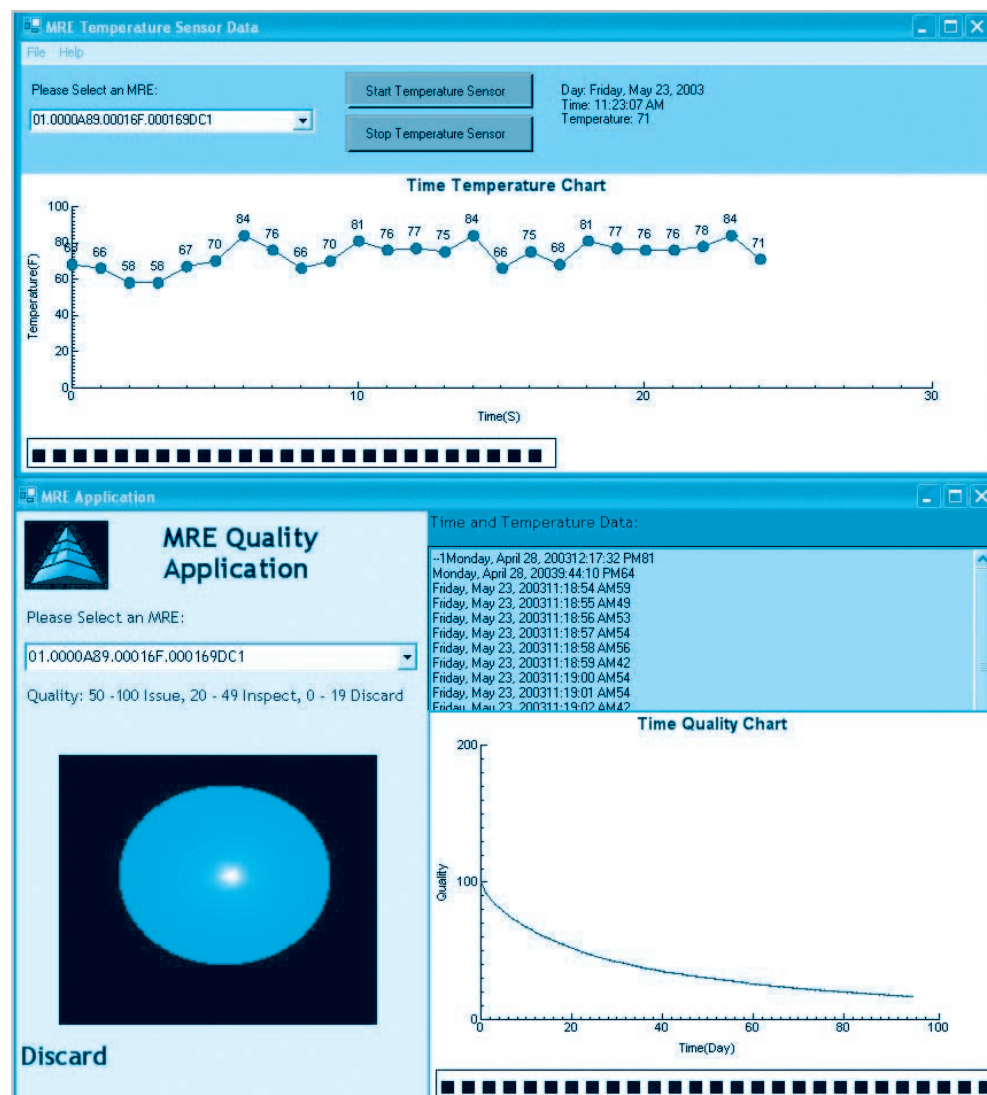 MRE Temperature Sensor Data
File Help
Please Select an MRE:
01.0000A89.00016F.000169DC1
Start Temperature Sensor
Stop Temperature Sensor
Day: Friday, May 23, 2003
Time: 11:23:07 AM
Temperature: 71
Time Temperature Chart
Temperature(F)
100
80
60
40
20
0
66 58 58 67 70 84 76 66 70 81 76 77 75 84 66 75 68 81 77 76 76 78 84 71
0 10 20 30
Time(S)
MRE Application
MRE Quality
Application
Please Select an MRE:
01.0000A89.00016F.000169DC1
Quality: 50 -100 Issue, 20 - 49 Inspect, 0 - 19 Discard
Discard
Time and Temperature Data:
--1Monday, April 28, 200312:17:32 PM81
Monday, April 28, 20039:44:10 PM64
Friday, May 23, 200311:18:54 AM59
Friday, May 23, 200311:18:55 AM49
Friday, May 23, 200311:18:56 AM53
Friday, May 23, 200311:18:57 AM54
Friday, May 23, 200311:18:58 AM56
Friday, May 23, 200311:18:59 AM42
Friday, May 23, 200311:19:00 AM54
Friday, May 23, 200311:19:01 AM54
Friday, May 23, 200311:19:02 AM42
Time Quality Chart
Quality
200
100
0
0 20 40 60 80 100
Time(Day)